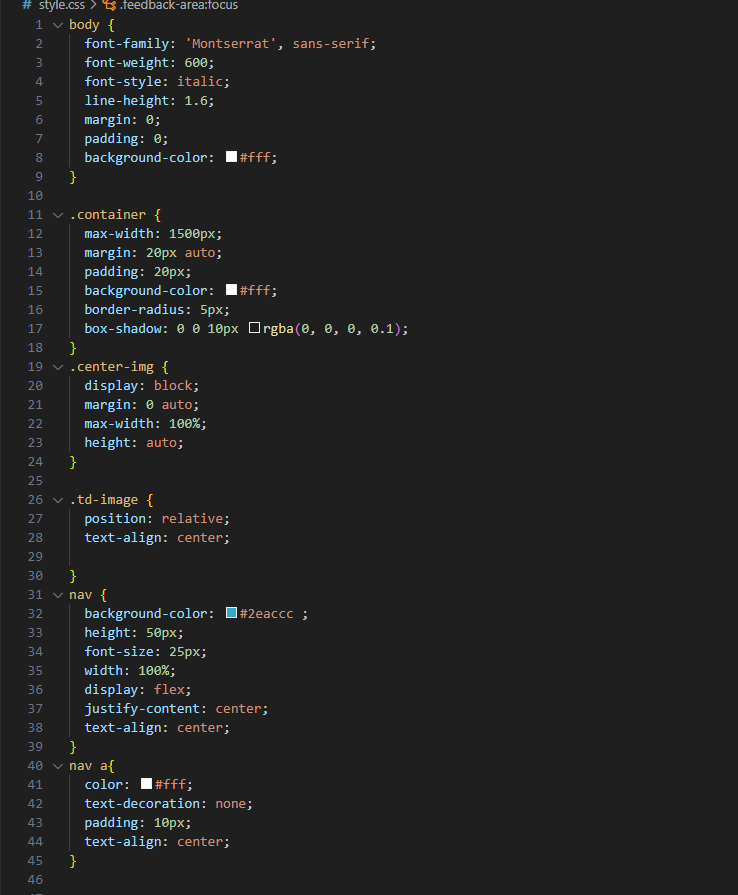 # style.css > .feedback-area:focus
1 body {
2 font-family: 'Montserrat', sans-serif;
3 font-weight: 600;
4 font-style: italic;
5 line-height: 1.6;
6 margin: 0;
7 padding: 0;
8 background-color: #fff;
9 }
10
11 .container {
12 max-width: 1500px;
13 margin: 20px auto;
14 padding: 20px;
15 background-color: #fff;
16 border-radius: 5px;
17 box-shadow: 0 0 10px rgba(0, 0, 0, 0.1);
18 }
19 .center-img {
20 display: block;
21 margin: 0 auto;
22 max-width: 100%;
23 height: auto;
24 }
25
26 .td-image {
27 position: relative;
28 text-align: center;
29
30 }
31 nav {
32 background-color: #2eaccc ;
33 height: 50px;
34 font-size: 25px;
35 width: 100%;
36 display: flex;
37 justify-content: center;
38 text-align: center;
39 }
40 nav a{
41 color: #fff;
42 text-decoration: none;
43 padding: 10px;
44 text-align: center;
45 }
46